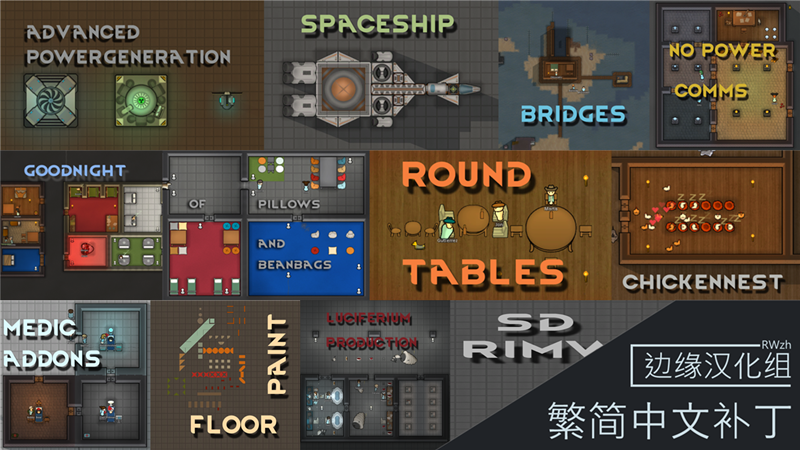 ADVANCED
POWERGENERATION
SPACESHIP
BRIDGES
NO POWER
COMMS
GOODNIGHT
OF
PILLOWS
AND
BEANBAGS
ROUND
TABLES
CHICKENNEST
MEDIC
ADDONS
FLOOR
PAINT
LUCIFERIUM
PRODUCTION
SD
RIMW
RWzh
边缘汉化组
繁简中文补丁